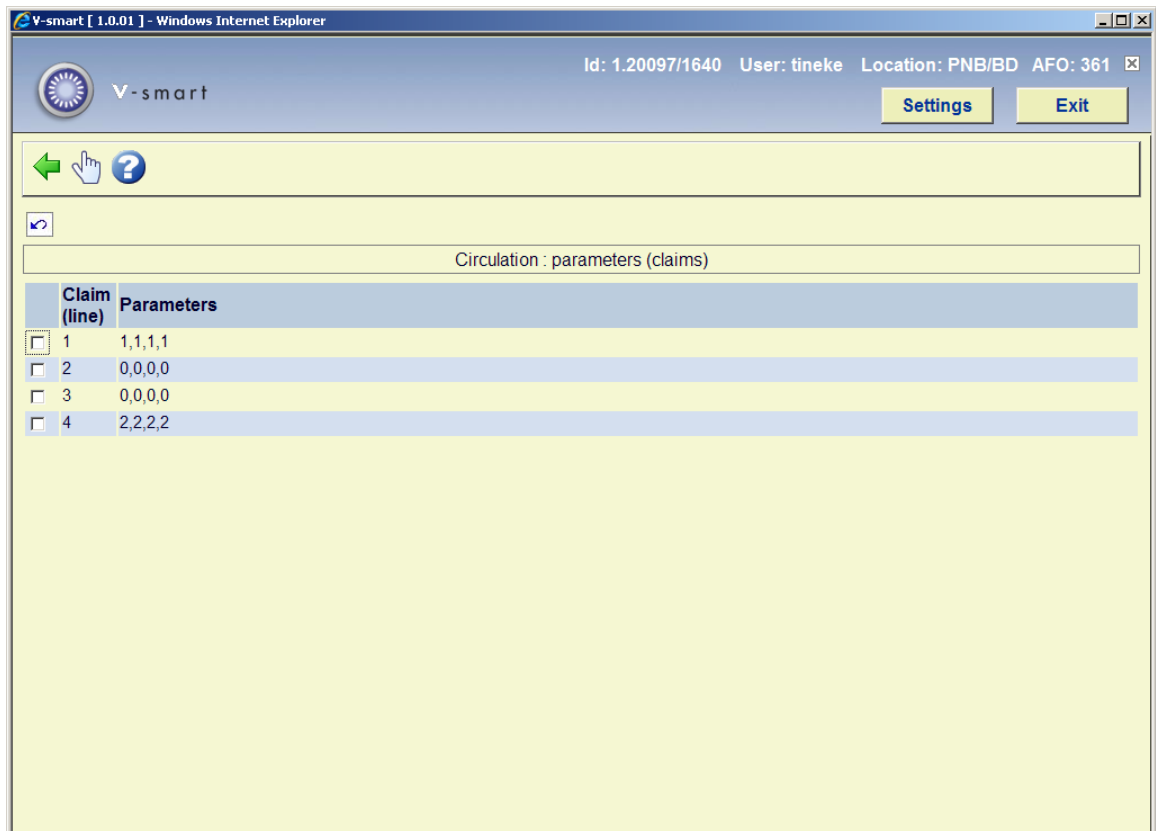 V-smart [ 1.0.01 ] - Windows Internet Explorer
Id: 1.20097/1640 User: tineke Location: PNB/BD AFO: 361
V-smart
Settings Exit
Circulation : parameters (claims)
Claim (line) Parameters
1 1,1,1,1
2 0,0,0,0
3 0,0,0,0
4 2,2,2,2